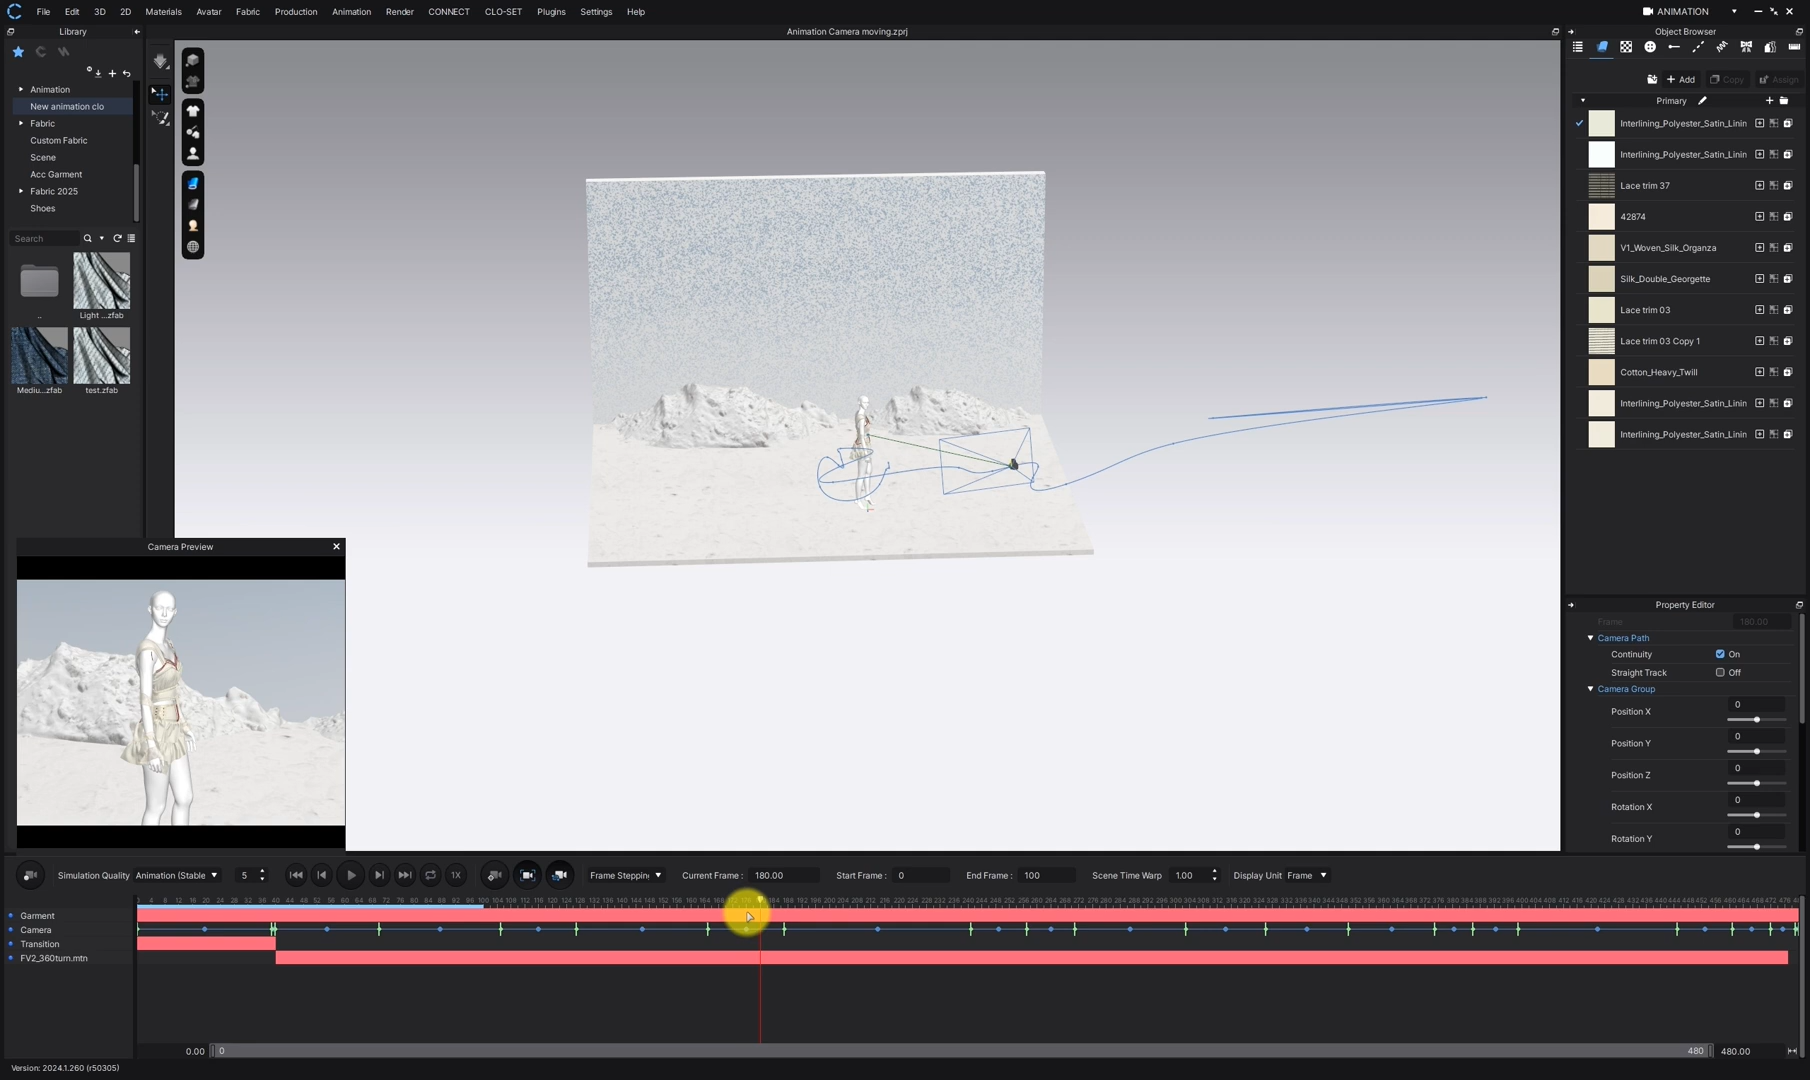 File Edit 3D 2D Materials Avatar Fabric Production Animation Render CONNECT CLO-SET Plugins Settings Help
ANIMATION
Library
Animation Camera moving.zprj
Object Browser
Add Copy Assign
Animation
New animation clo
Fabric
Custom Fabric
Scene
Acc Garment
Fabric 2025
Shoes
Search
..
Light ...zfab
Mediu...zfab
test.zfab
Primary
Interlining_Polyester_Satin_Linin
Interlining_Polyester_Satin_Linin
Lace trim 37
42874
V1_Woven_Silk_Organza
Silk_Double_Georgette
Lace trim 03
Lace trim 03 Copy 1
Cotton_Heavy_Twill
Interlining_Polyester_Satin_Linin
Interlining_Polyester_Satin_Linin
Camera Preview
Property Editor
Frame 180.00
Camera Path
Continuity On
Straight Track Off
Camera Group
Position X 0
Position Y 0
Position Z 0
Rotation X 0
Rotation Y 0
Simulation Quality Animation (Stable 5 1X Frame Steppin Current Frame : 180.00 Start Frame : 0 End Frame : 100 Scene Time Warp 1.00 Display Unit Frame
Garment
Camera
Transition
FV2_360turn.mtn
0.00 0 480 480.00
Version: 2024.1.260 (r50305)